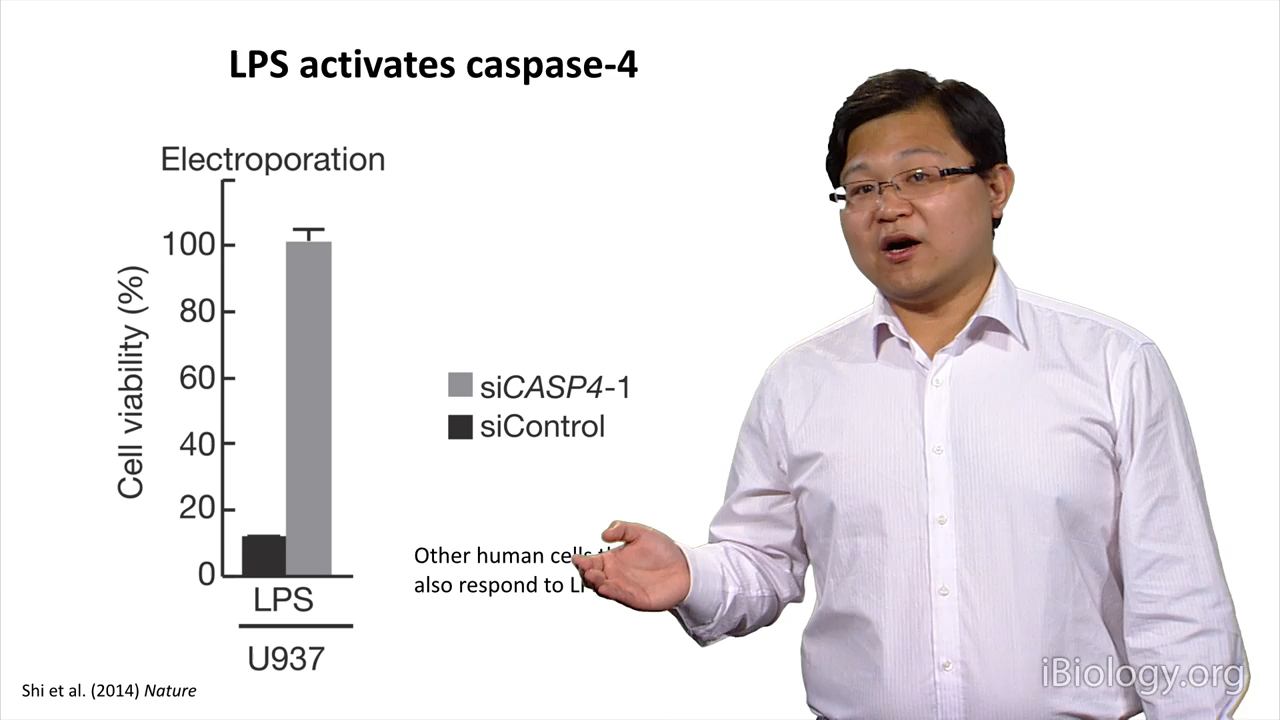 LPS activates caspase-4
Electroporation
Cell viability (%)
100
80
60
40
20
0
siCASP4-1
siControl
Other human cells
also respond to
LPS
U937
Shi et al. (2014) Nature
iBiology.org